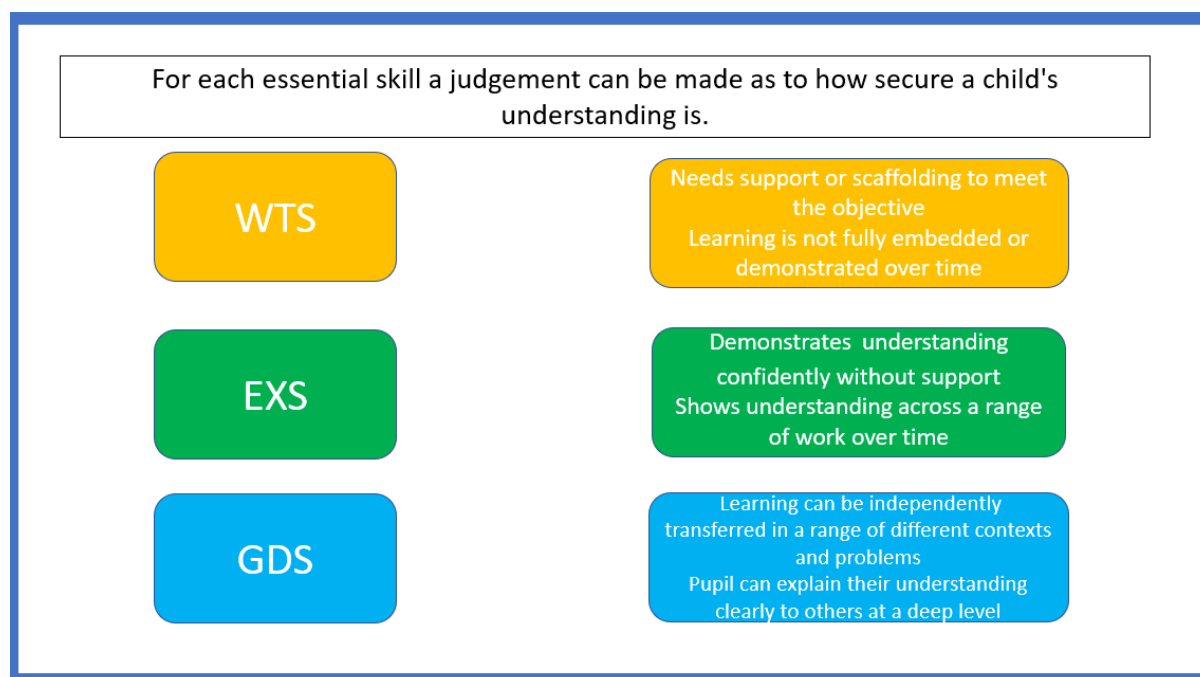 For each essential skill a judgement can be made as to how secure a child's
understanding is.
WTS
Needs support or scaffolding to meet
the objective
Learning is not fully embedded or
demonstrated over time
EXS
Demonstrates understanding
confidently without support
Shows understanding across a range
of work over time
GDS
Learning can be independently
transferred in a range of different contexts
and problems
Pupil can explain their understanding
clearly to others at a deep level